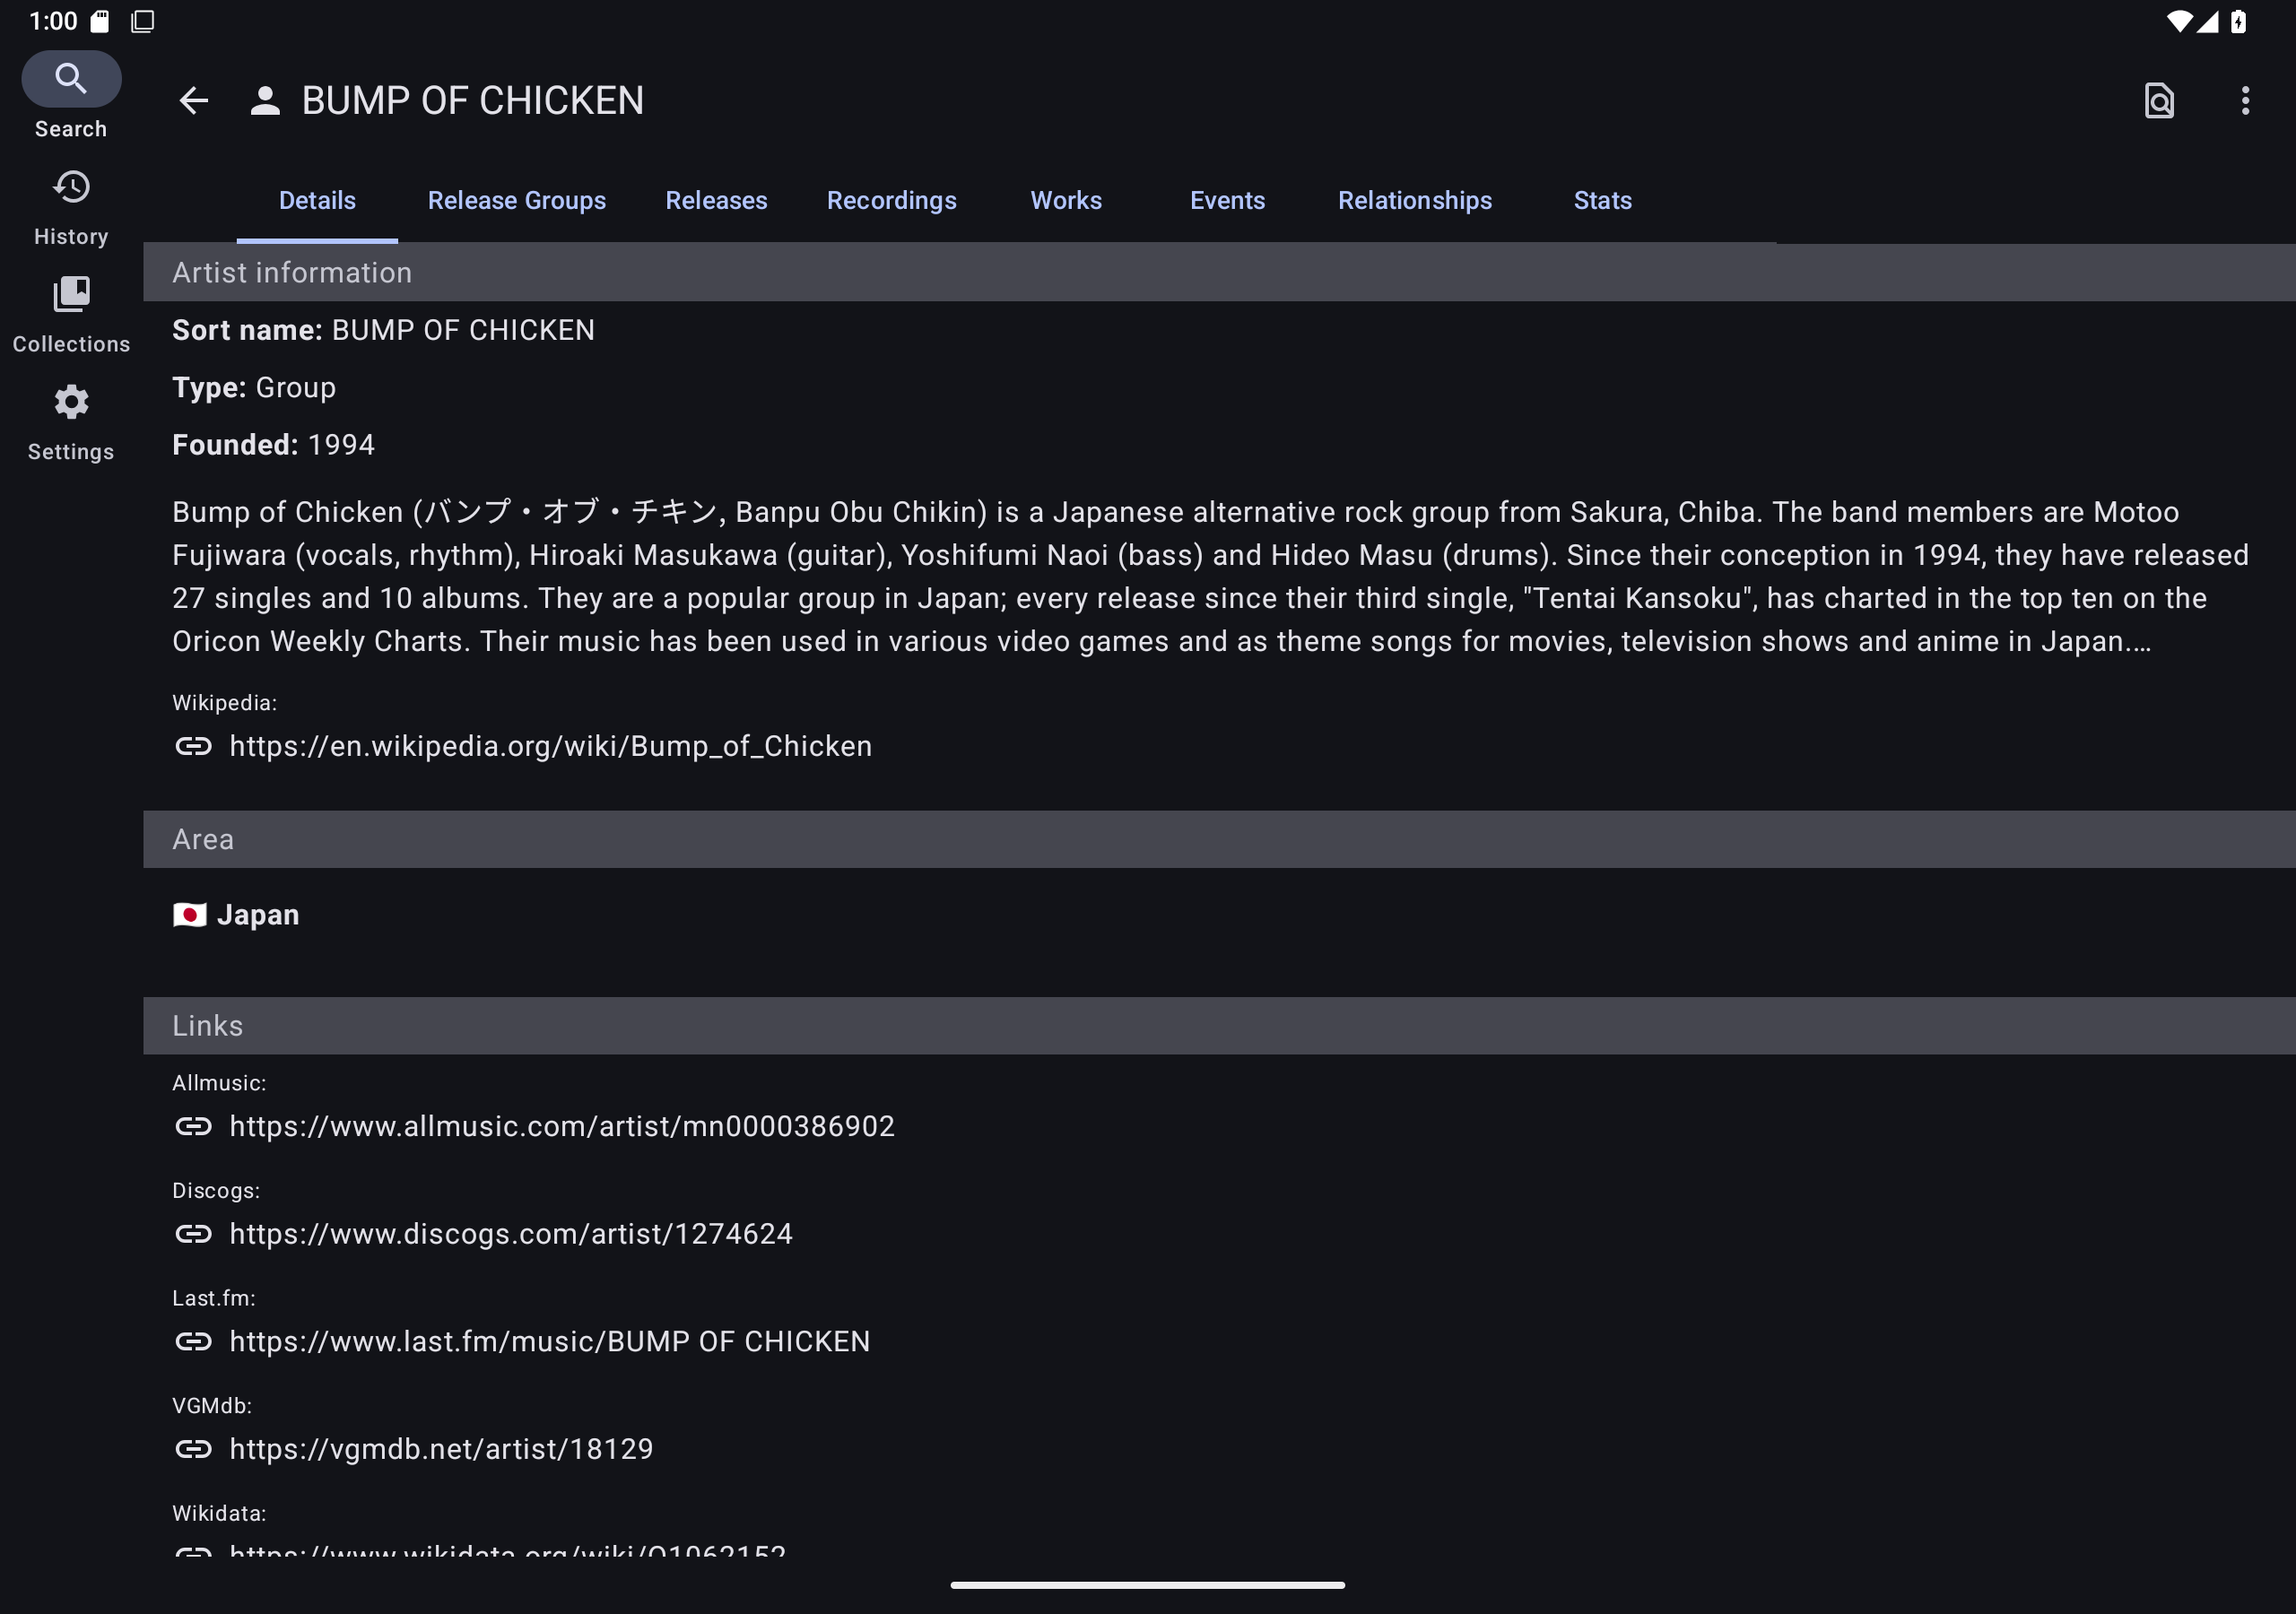 1:00
Search
History
Collections
Settings
BUMP OF CHICKEN
Details Release Groups Releases Recordings Works Events Relationships Stats
Artist information
Sort name: BUMP OF CHICKEN
Type: Group
Founded: 1994
Bump of Chicken (バンプ・オブ・チキン, Banpu Obu Chikin) is a Japanese alternative rock group from Sakura, Chiba. The band members are Motoo
Fujiwara (vocals, rhythm), Hiroaki Masukawa (guitar), Yoshifumi Naoi (bass) and Hideo Masu (drums). Since their conception in 1994, they have released
27 singles and 10 albums. They are a popular group in Japan; every release since their third single, "Tentai Kansoku", has charted in the top ten on the
Oricon Weekly Charts. Their music has been used in various video games and as theme songs for movies, television shows and anime in Japan.…
Wikipedia:
https://en.wikipedia.org/wiki/Bump_of_Chicken
Area
🇯🇵 Japan
Links
Allmusic:
https://www.allmusic.com/artist/mn0000386902
Discogs:
https://www.discogs.com/artist/1274624
Last.fm:
https://www.last.fm/music/BUMP OF CHICKEN
VGMdb:
https://vgmdb.net/artist/18129
Wikidata:
https://www.wikidata.org/wiki/Q1062152